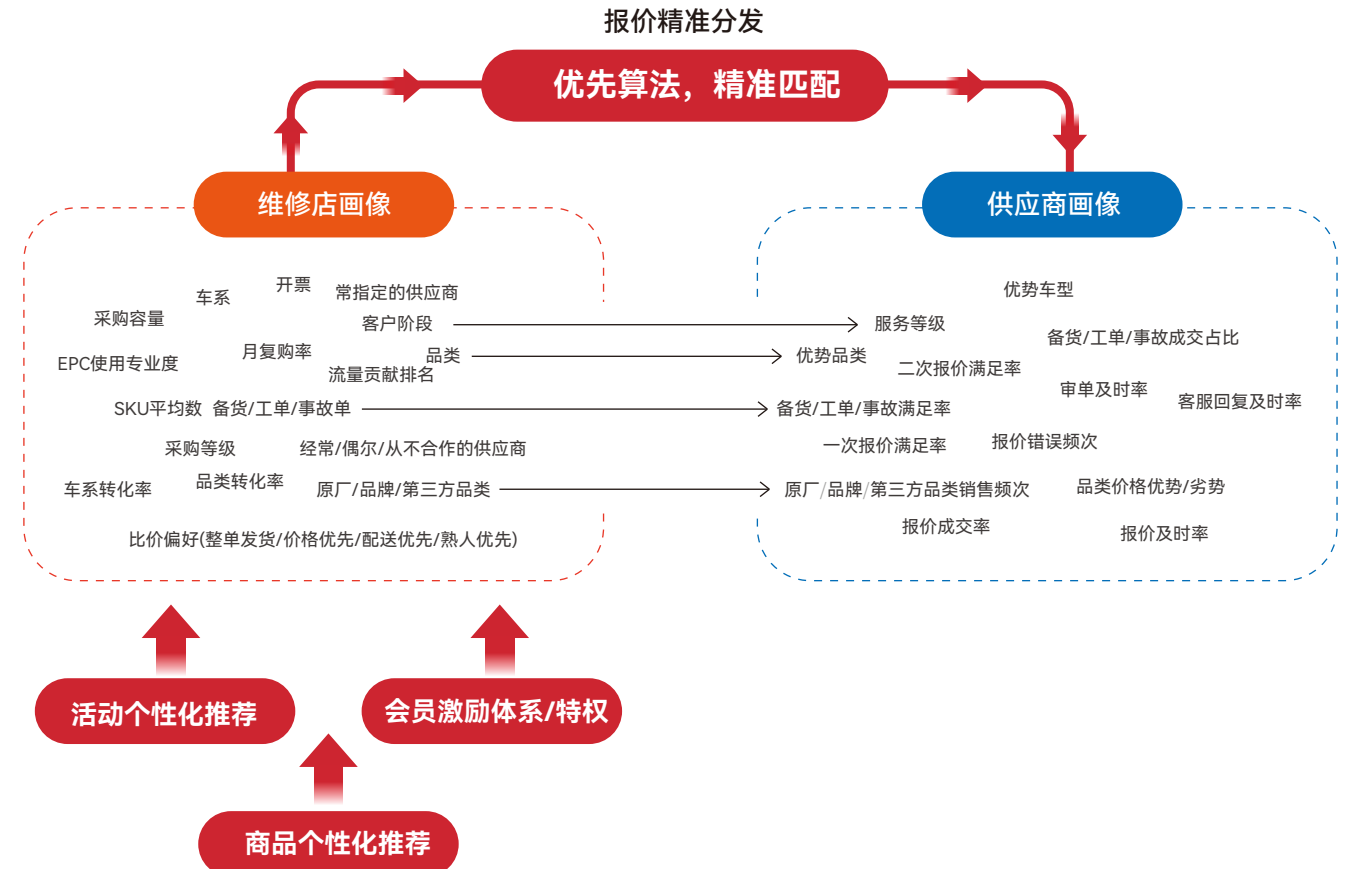 报价精准分发
优先算法，精准匹配
维修店画像
供应商画像
开票
车系
常指定的供应商
采购容量
客户阶段
月复购率
品类
EPC使用专业度
流量贡献排名
SKU平均数
备货/工单/事故单
采购等级
经常/偶尔/从不合作的供应商
品类转化率
车系转化率
原厂/品牌/第三方品类
比价偏好(整单发货/价格优先/配送优先/熟人优先)
优势车型
服务等级
备货/工单/事故成交占比
优势品类
二次报价满足率
审单及时率
客服回复及时率
备货/工单/事故满足率
一次报价满足率
报价错误频次
原厂/品牌/第三方品类销售频次
品类价格优势/劣势
报价成交率
报价及时率
活动个性化推荐
会员激励体系/特权
商品个性化推荐